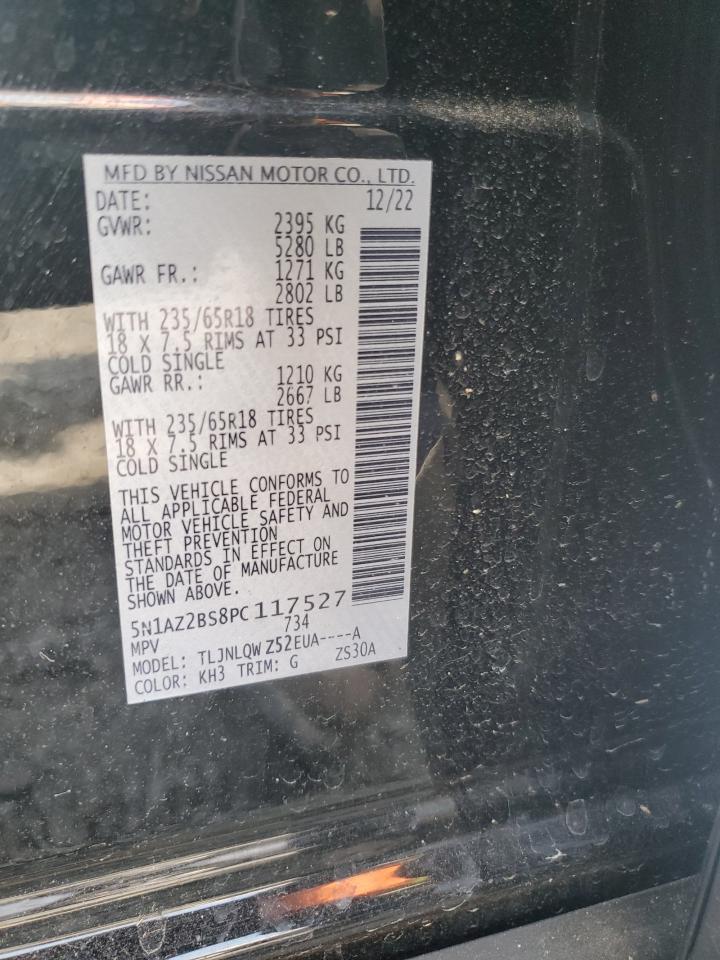 MFD BY NISSAN MOTOR CO., LTD.
DATE: 12/22
GVWR: 2395 KG
5280 LB
GAWR FR.: 1271 KG
2802 LB
WITH 235/65R18 TIRES
18 X 7.5 RIMS AT 33 PSI
COLD SINGLE
GAWR RR.: 1210 KG
2667 LB
WITH 235/65R18 TIRES
18 X 7.5 RIMS AT 33 PSI
COLD SINGLE
THIS VEHICLE CONFORMS TO
ALL APPLICABLE FEDERAL
MOTOR VEHICLE SAFETY AND
THEFT PREVENTION
STANDARDS IN EFFECT ON
THE DATE OF MANUFACTURE
SHOWN ABOVE.
5N1AZ2BS8PC117527
MPV 734
MODEL: TLJNLQW Z52EUA----A
COLOR: KH3 TRIM: G ZS30A